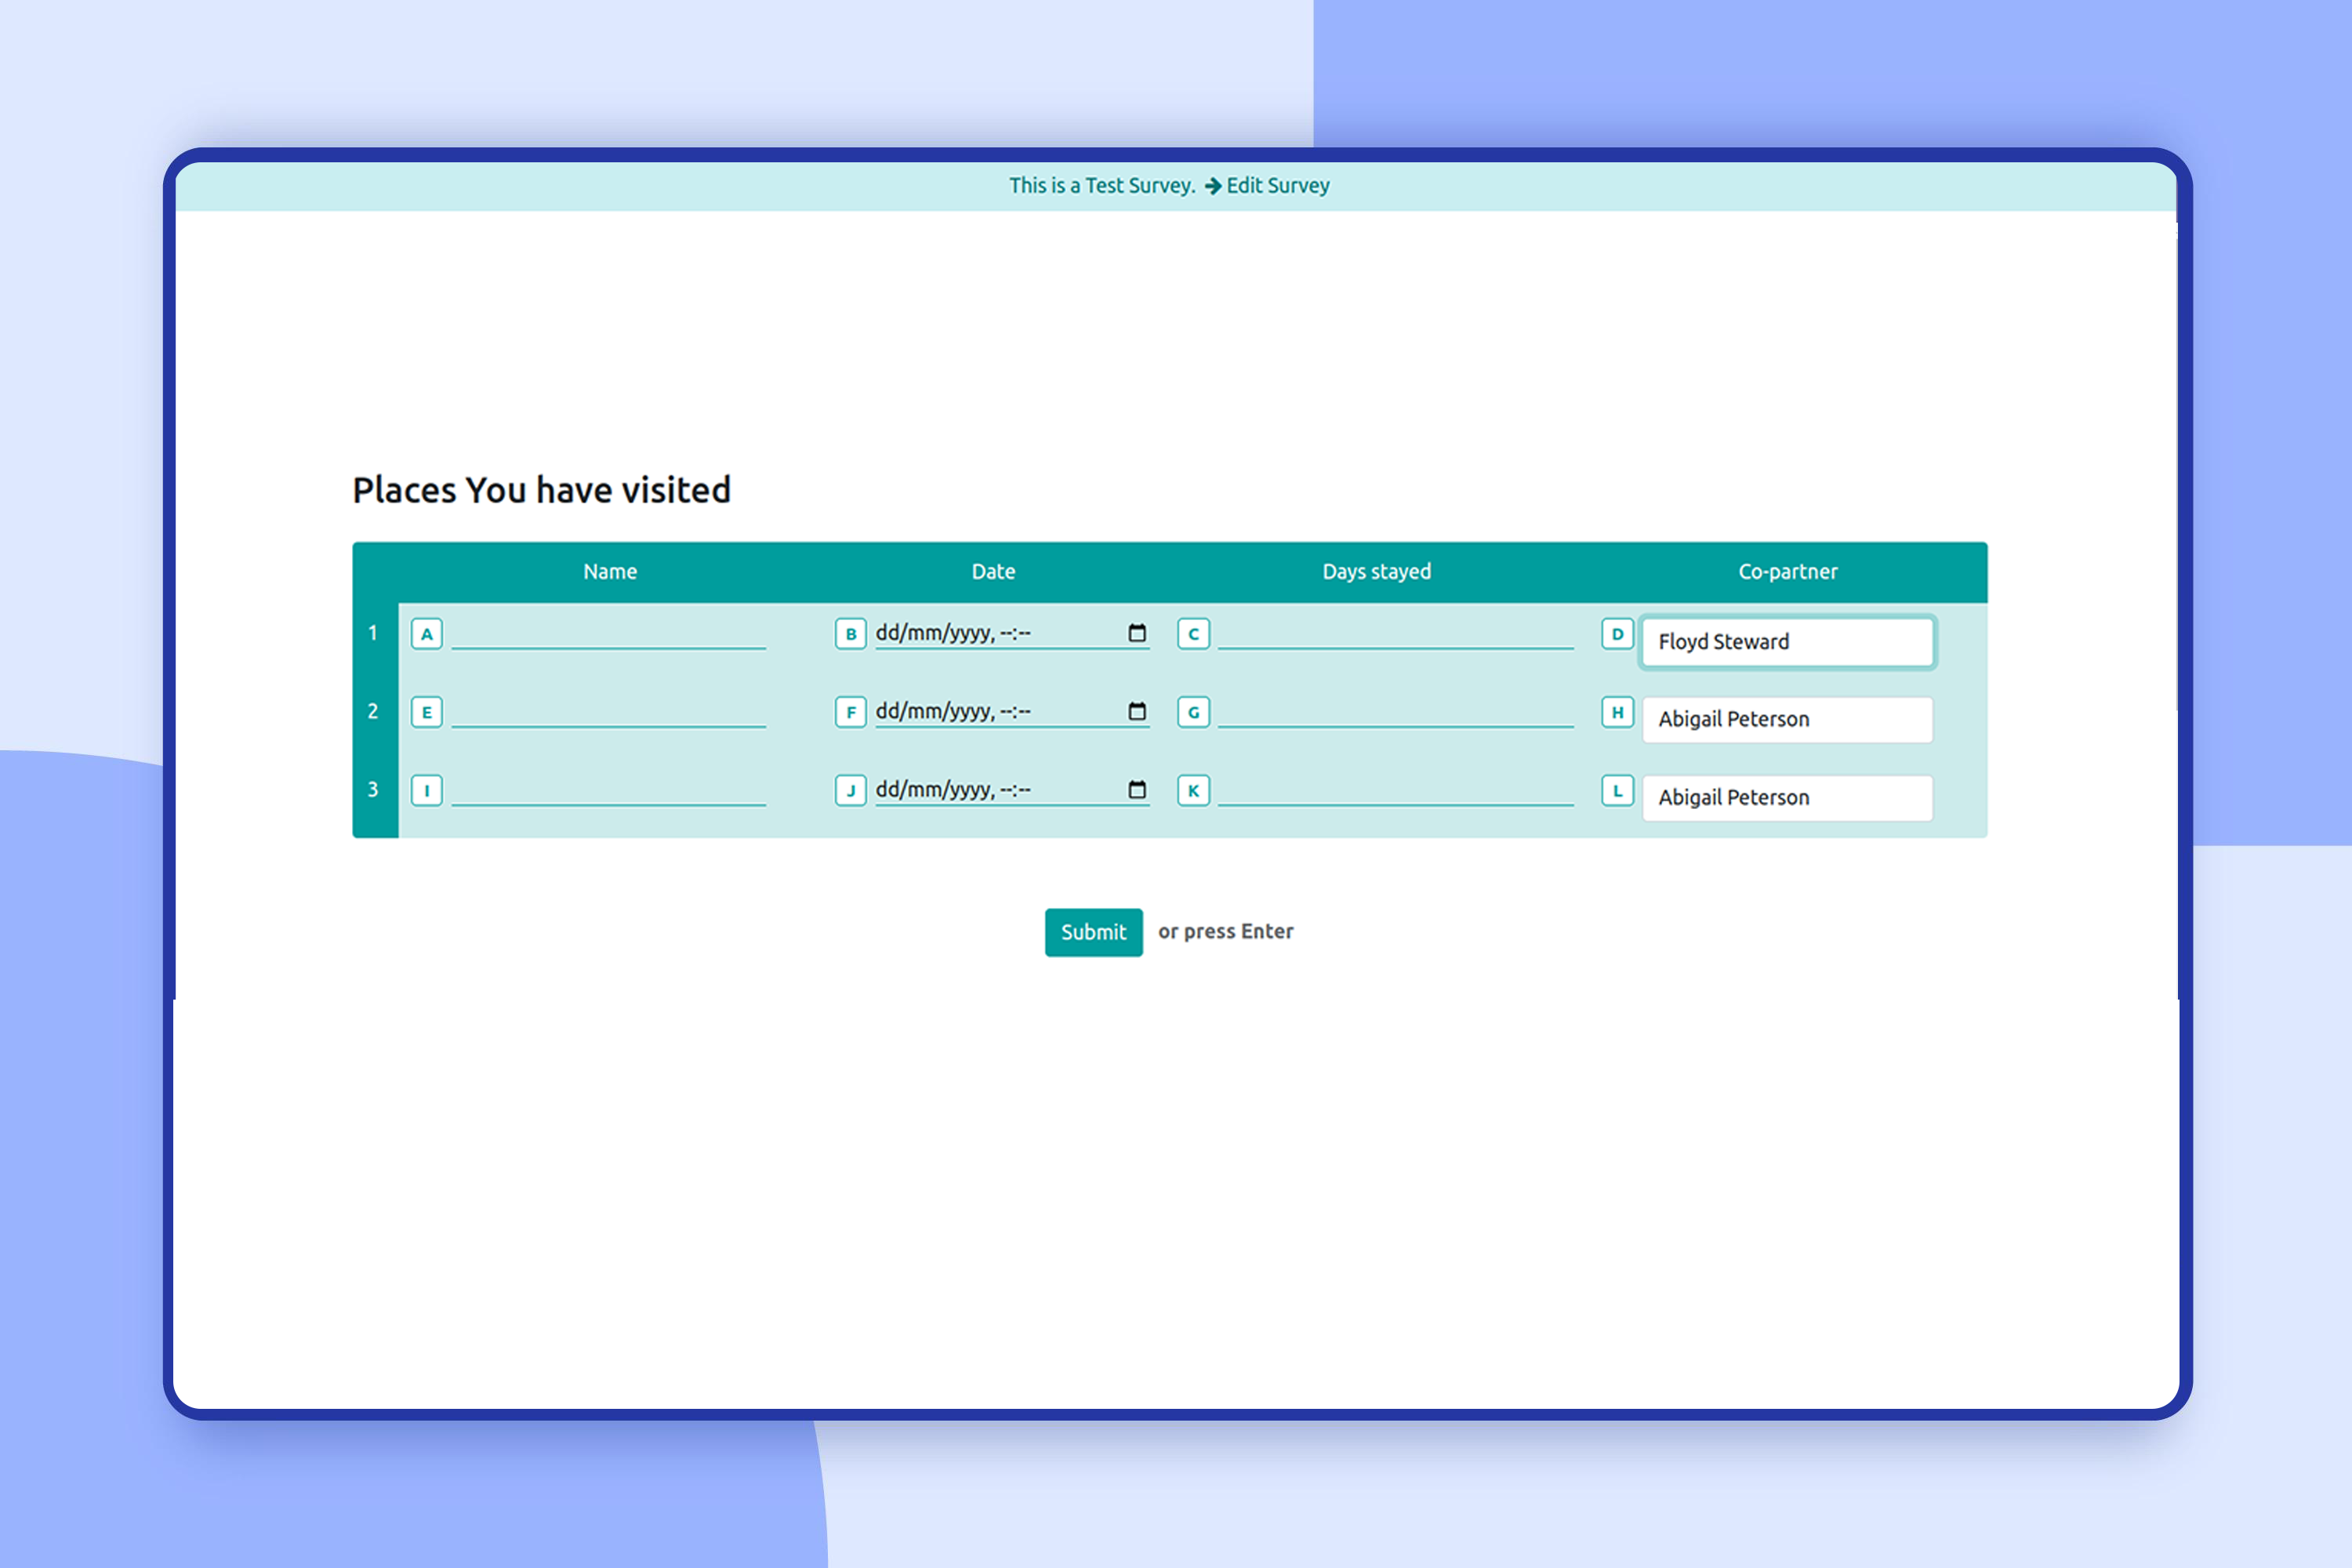 This is a Test Survey. → Edit Survey
Places You have visited
Name Date Days stayed Co-partner
1 A B dd/mm/yyyy, --:-- C D Floyd Steward
2 E F dd/mm/yyyy, --:-- G H Abigail Peterson
3 I J dd/mm/yyyy, --:-- K L Abigail Peterson
Submit or press Enter